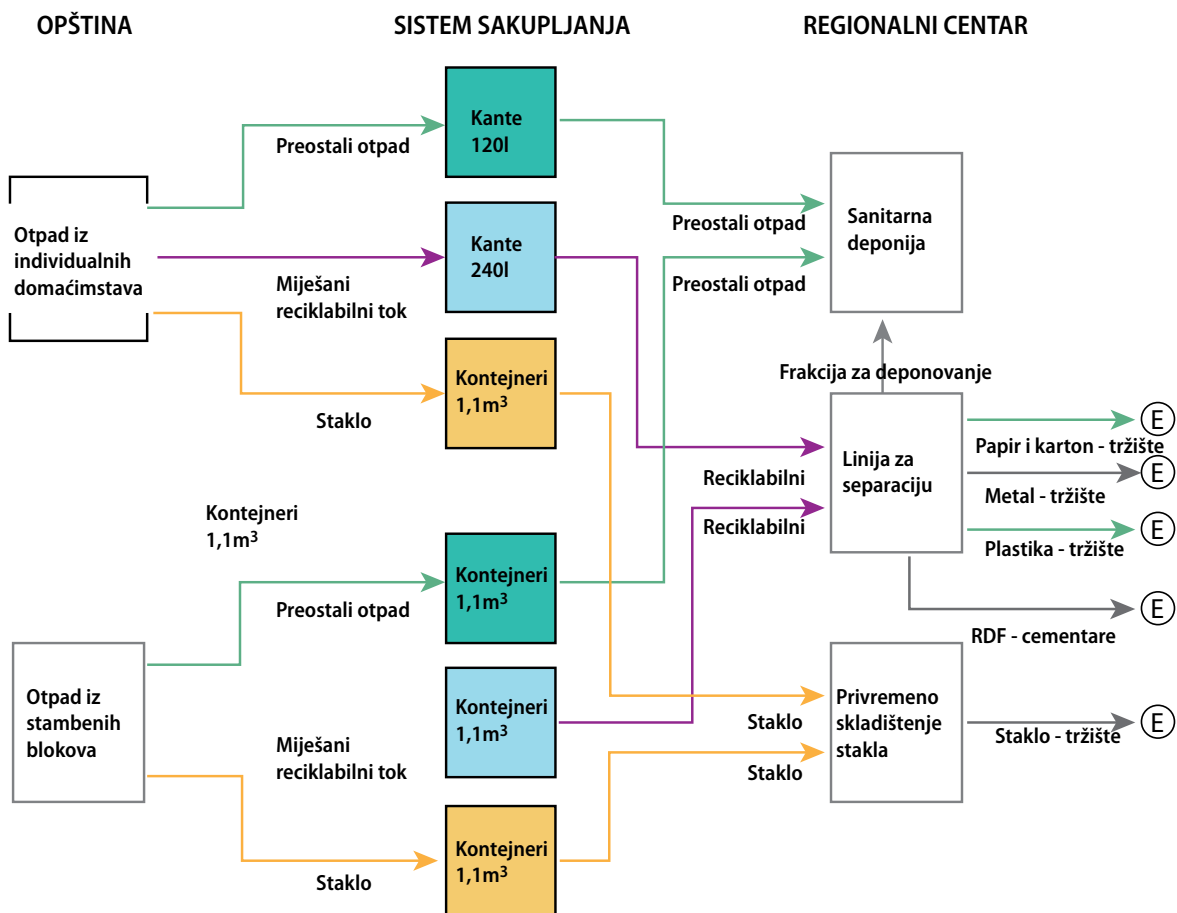 OPŠTINA
SISTEM SAKUPLJANJA
REGIONALNI CENTAR
Kante
120l
Preostali otpad
Otpad iz
individualnih
domaćimstava
Kante
240l
Miješani
reciklabilni tok
Kontejneri
1,1m³
Staklo
Preostali otpad
Preostali otpad
Sanitarna
deponija
Frakcija za deponovanje
Linija za
separaciju
Reciklabilni
Reciklabilni
E
Papir i karton - tržište
E
Metal - tržište
E
Plastika - tržište
E
RDF - cementare
Kontejneri
1,1m³
Kontejneri
1,1m³
Preostali otpad
Otpad iz
stambenih
blokova
Kontejneri
1,1m³
Miješani
reciklabilni tok
Kontejneri
1,1m³
Staklo
Staklo
Staklo
Privremeno
skladištenje
stakla
E
Staklo - tržište